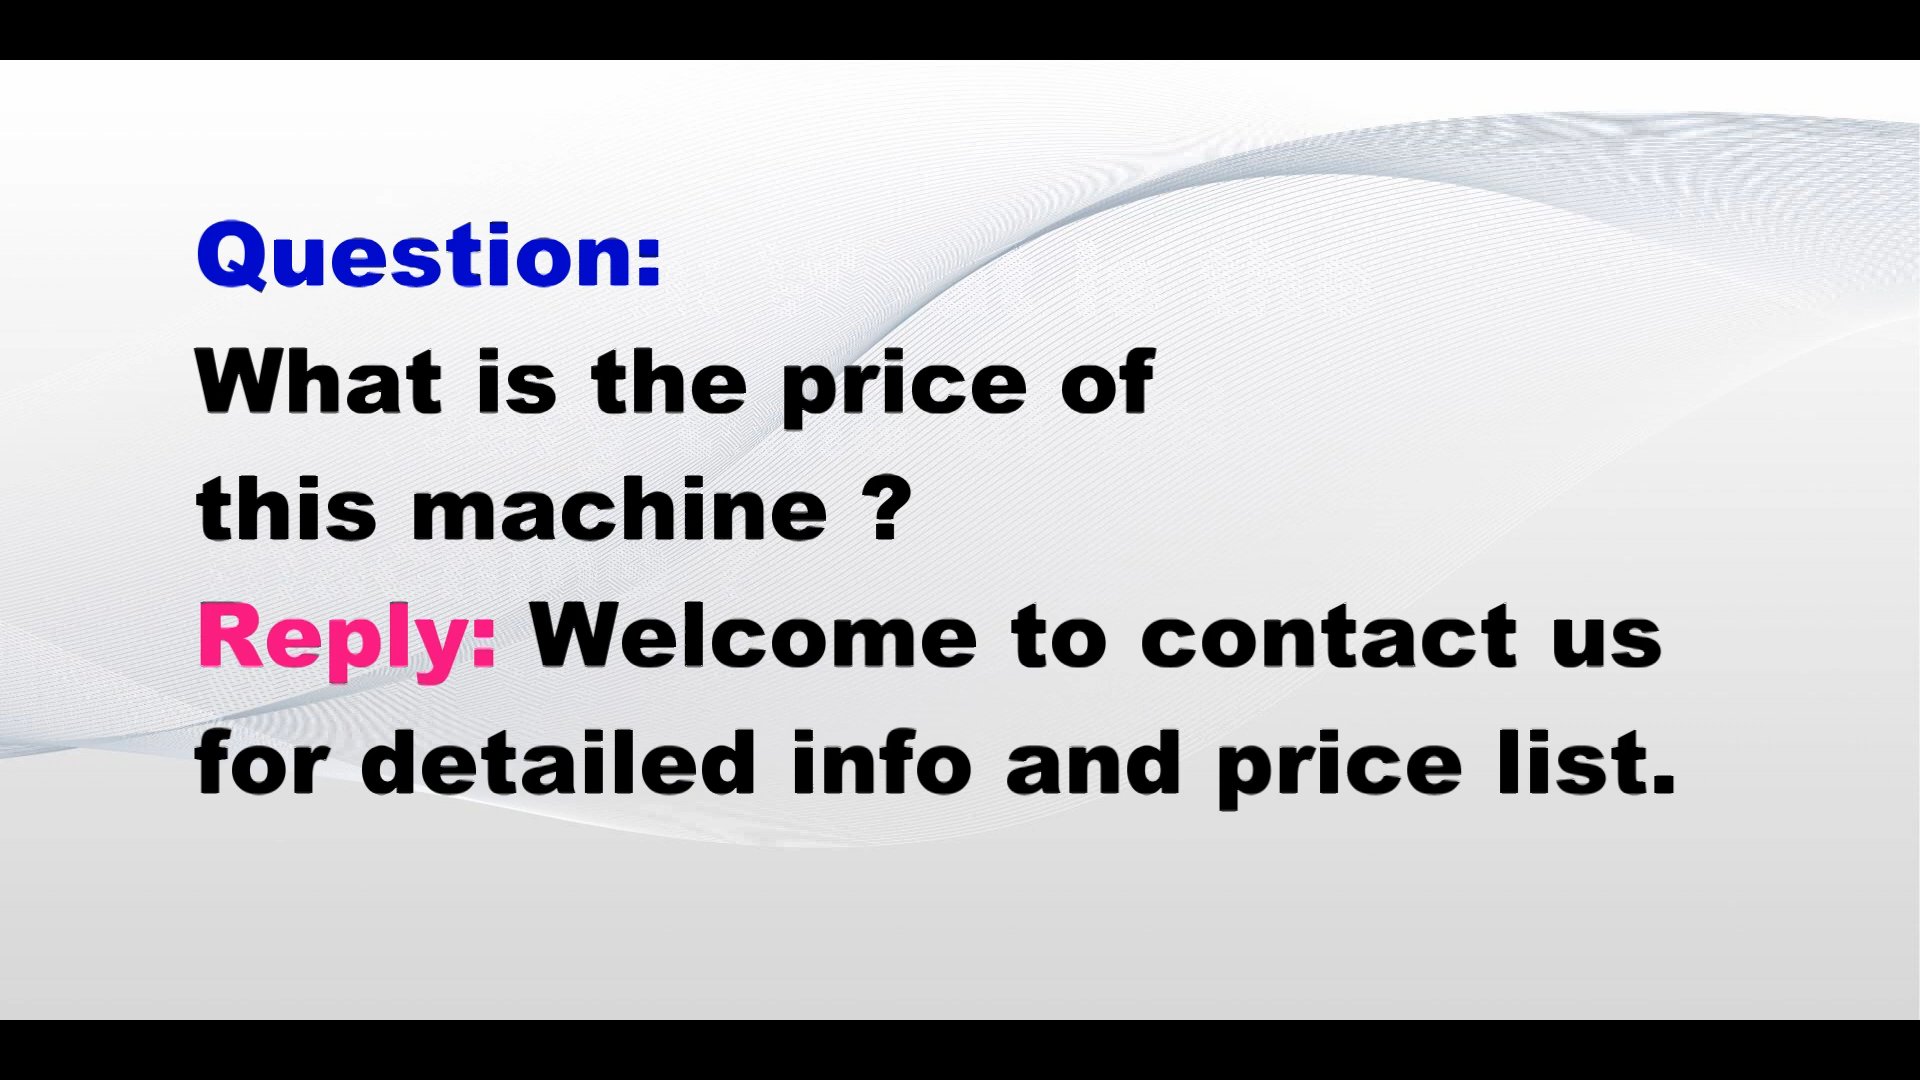 Question:
What is the price of
this machine ?
Reply: Welcome to contact us
for detailed info and price list.